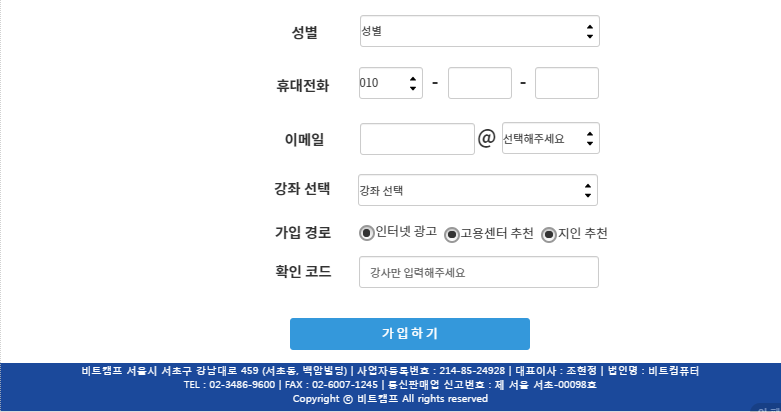 성별 성별
휴대전화 010 - -
이메일 @ 선택해주세요
강좌 선택 강좌 선택
가입 경로 인터넷 광고 고용센터 추천 지인 추천
확인 코드 강사만 입력해주세요
가입하기
비트캠프 서울시 서초구 강남대로 459 (서초동, 백암빌딩) | 사업자등록번호 : 214-85-24928 | 대표이사 : 조현정 | 법인명 : 비트컴퓨터
TEL : 02-3486-9600 | FAX : 02-6007-1245 | 통신판매업 신고번호 : 제 서울 서초-00098호
Copyright ⓒ 비트캠프 All rights reserved